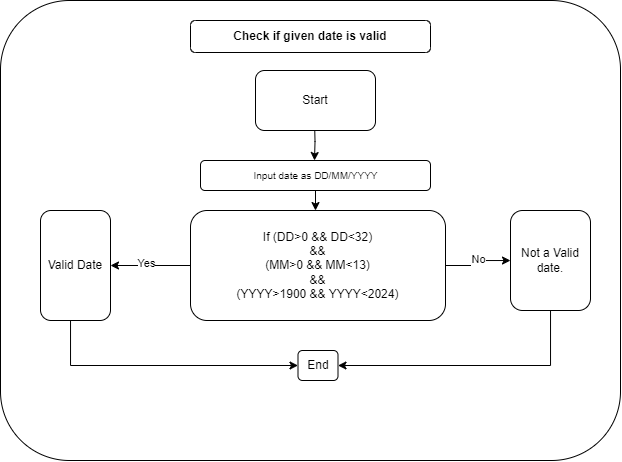 Check if given date is valid
Start
Input date as DD/MM/YYYY
If (DD>0 && DD<32)
&&
(MM>0 && MM<13)
&&
(YYYY>1900 && YYYY<2024)
Yes
Valid Date
No
Not a Valid
date.
End